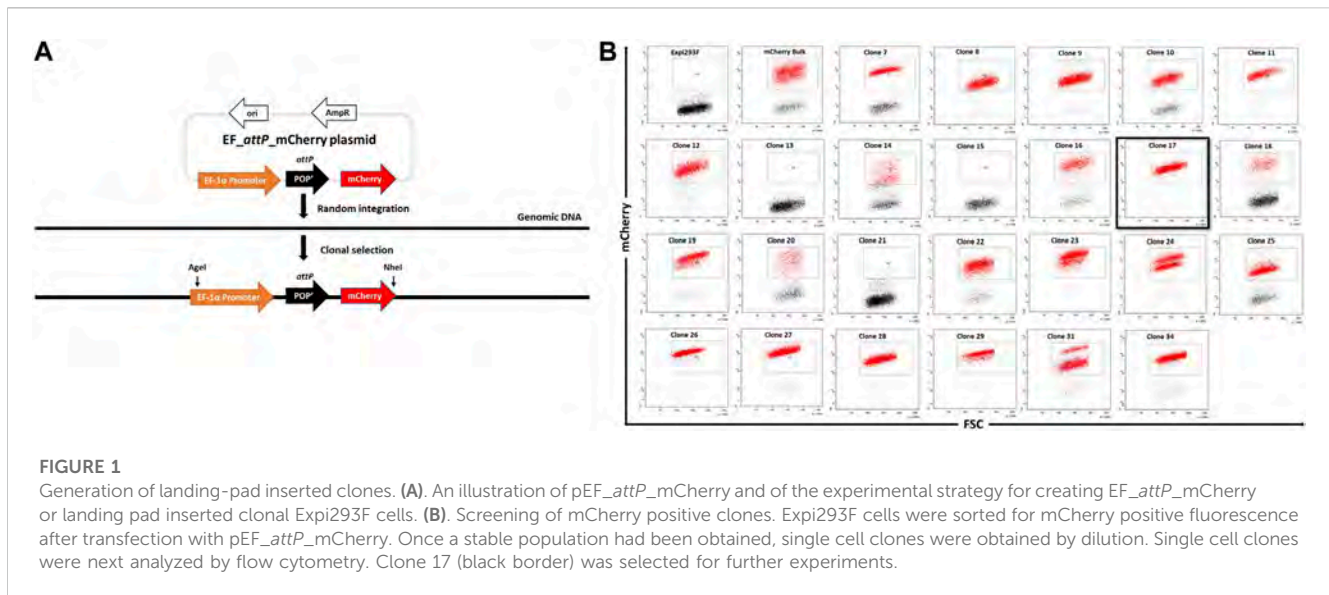 A
ori
AmpR
EF_attP_mCherry plasmid
attP
EF-1α Promoter
POP'
mCherry
Random integration
Genomic DNA
Clonal selection
AgeI
attP
NheI
EF-1α Promoter
POP'
mCherry
B
Expi293F
mCherry Bulk
Clone 7
Clone 8
Clone 9
Clone 10
Clone 11
Clone 12
Clone 13
Clone 14
Clone 15
Clone 16
Clone 17
Clone 19
Clone 20
Clone 21
Clone 22
Clone 23
Clone 24
Clone 25
Clone 26
Clone 27
Clone 29
Clone 31
Clone 34
mCherry
FSC
FIGURE 1
Generation of landing-pad inserted clones. (A). An illustration of pEF_attP_mCherry and of the experimental strategy for creating EF_attP_mCherry
or landing pad inserted clonal Expi293F cells. (B). Screening of mCherry positive clones. Expi293F cells were sorted for mCherry positive fluorescence
after transfection with pEF_attP_mCherry. Once a stable population had been obtained, single cell clones were obtained by dilution. Single cell clones
were next analyzed by flow cytometry. Clone 17 (black border) was selected for further experiments.